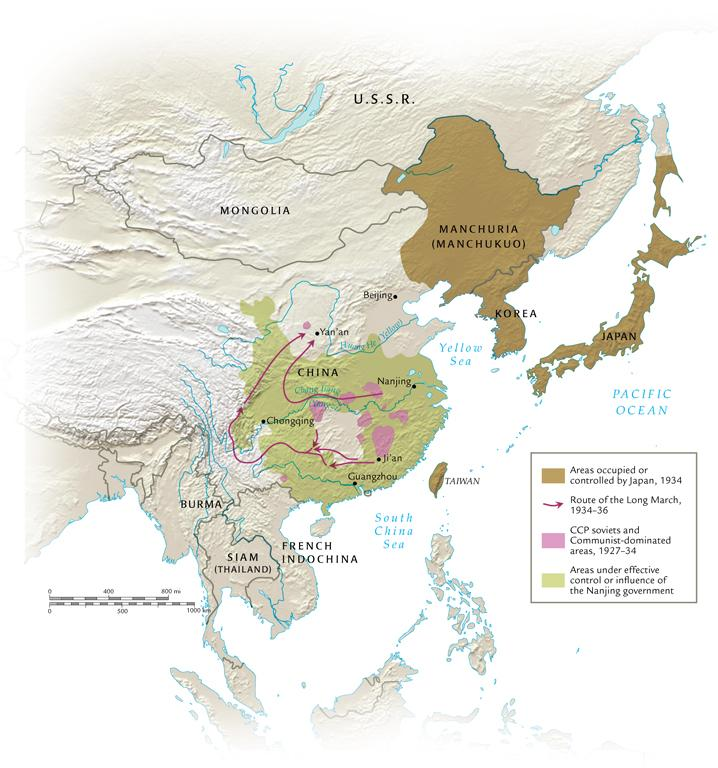 U.S.S.R.
MONGOLIA
MANCHURIA
(MANCHUKUO)
Beijing
KOREA
JAPAN
Yan'an
Huang He
Yellow
Yellow
Sea
CHINA
Nanjing
Chang Jiang
PACIFIC
OCEAN
Chongqing
Ji'an
Guangzhou
TAIWAN
BURMA
South
China
Sea
FRENCH
INDOCHINA
SIAM
(THAILAND)
Areas occupied or
controlled by Japan, 1934
Route of the Long March,
1934–36
CCP soviets and
Communist-dominated
areas, 1927–34
Areas under effective
control or influence of
the Nanjing government
0 400 800 mi
0 500 1000 km